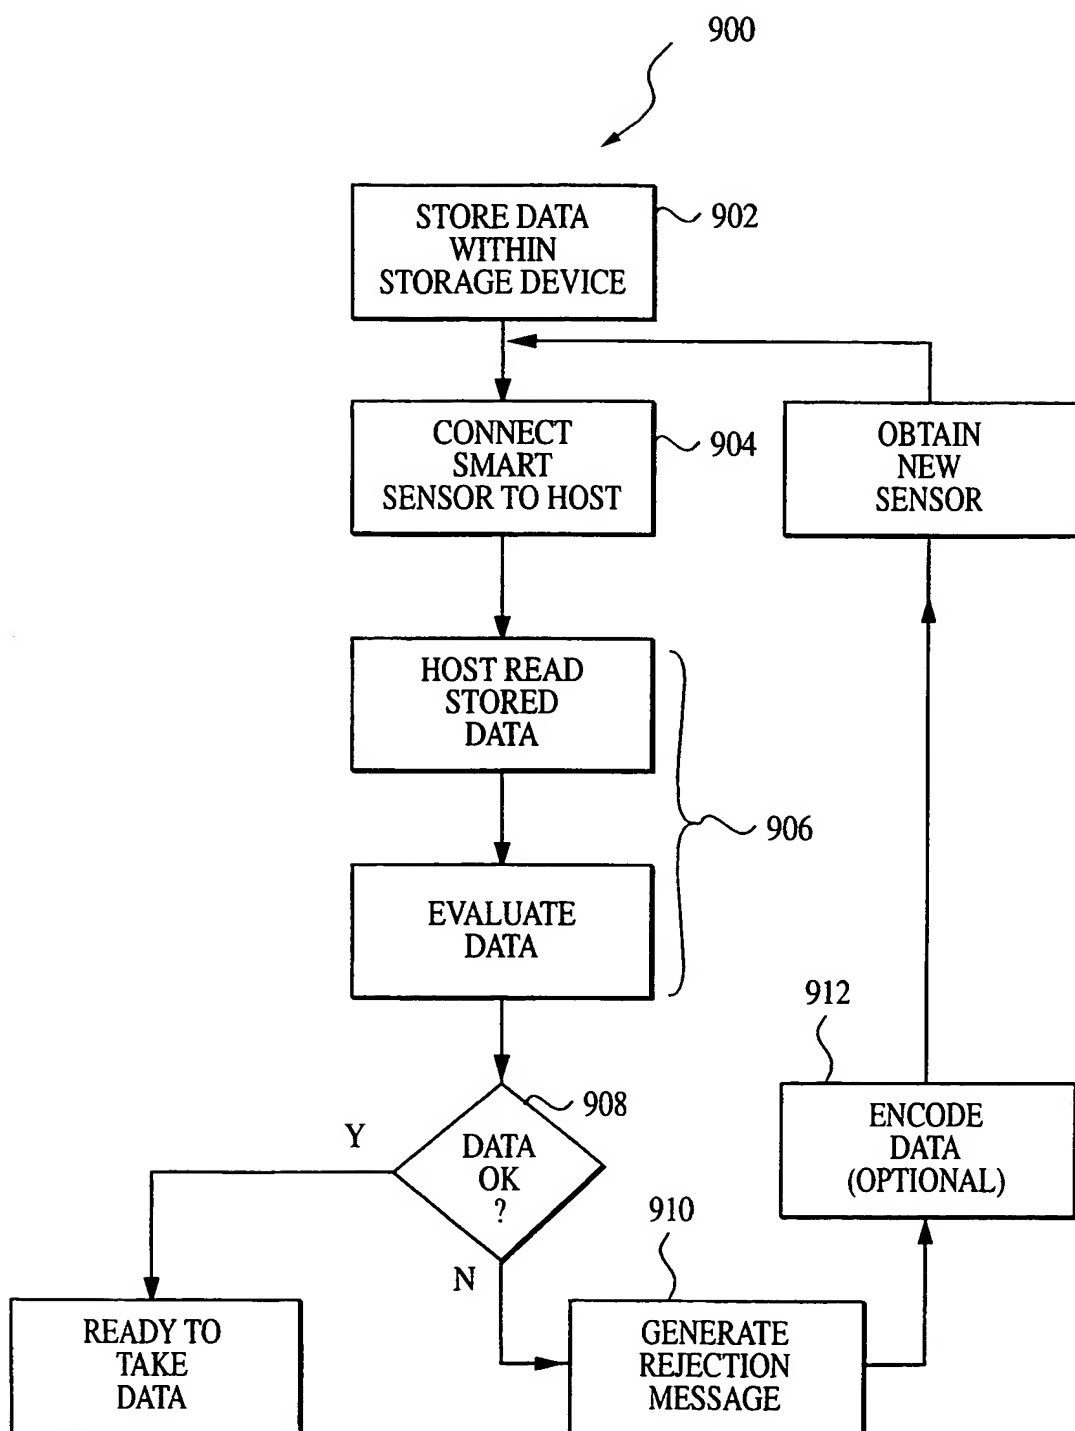 900
STORE DATA
WITHIN
STORAGE DEVICE
902
CONNECT
SMART
SENSOR TO HOST
904
OBTAIN
NEW
SENSOR
HOST READ
STORED
DATA
906
EVALUATE
DATA
912
908
Y
DATA
OK
?
ENCODE
DATA
(OPTIONAL)
910
N
READY TO
TAKE
DATA
GENERATE
REJECTION
MESSAGE